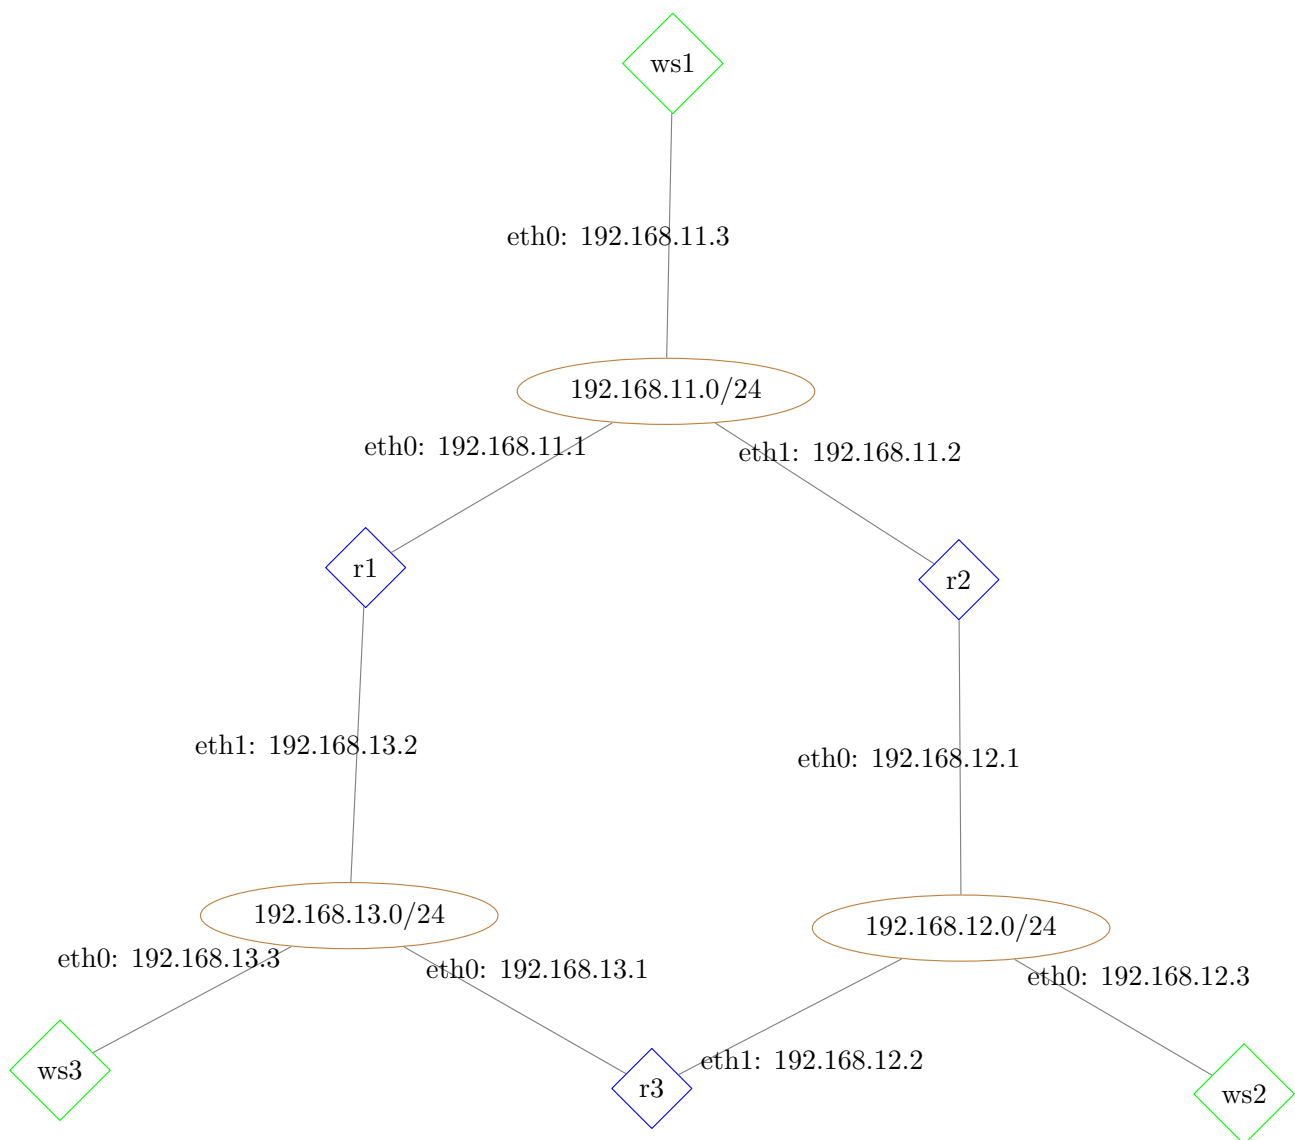 ws1
eth0: 192.168.11.3
192.168.11.0/24
eth0: 192.168.11.1
eth1: 192.168.11.2
r1
r2
eth1: 192.168.13.2
eth0: 192.168.12.1
192.168.13.0/24
192.168.12.0/24
eth0: 192.168.13.3
eth0: 192.168.13.1
eth0: 192.168.12.3
eth1: 192.168.12.2
ws3
r3
ws2